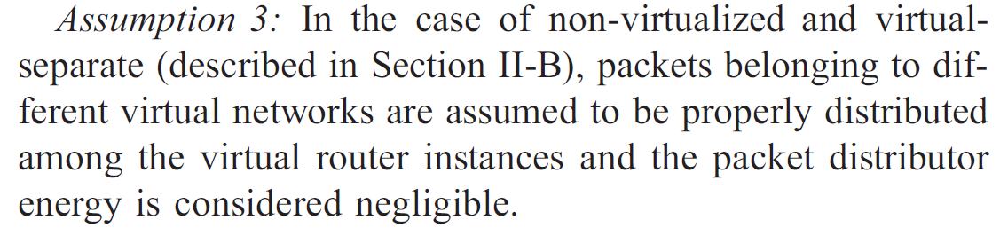 Assumption 3: In the case of non-virtualized and virtual-
separate (described in Section II-B), packets belonging to dif-
ferent virtual networks are assumed to be properly distributed
among the virtual router instances and the packet distributor
energy is considered negligible.